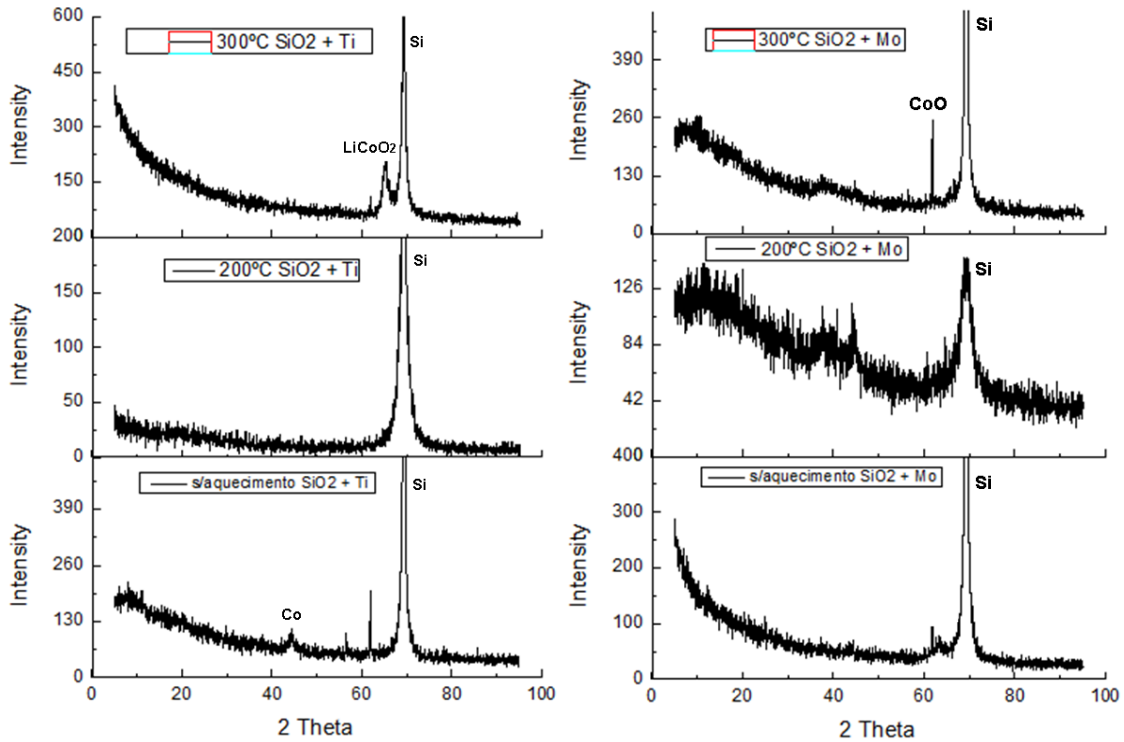 600
450
300
150
200
300ºC SiO2 + Ti
Si
LiCoO2
Intensity
150
100
50
0
200ºC SiO2 + Ti
Si
Intensity
390
260
130
0
s/aquecimento SiO2 + Ti
Si
Co
Intensity
0 20 40 60 80 100
2 Theta
390
260
130
0
300ºC SiO2 + Mo
Si
CoO
Intensity
126
84
42
400
200ºC SiO2 + Mo
Si
Intensity
300
200
100
0
s/aquecimento SiO2 + Mo
Si
Intensity
0 20 40 60 80 100
2 Theta